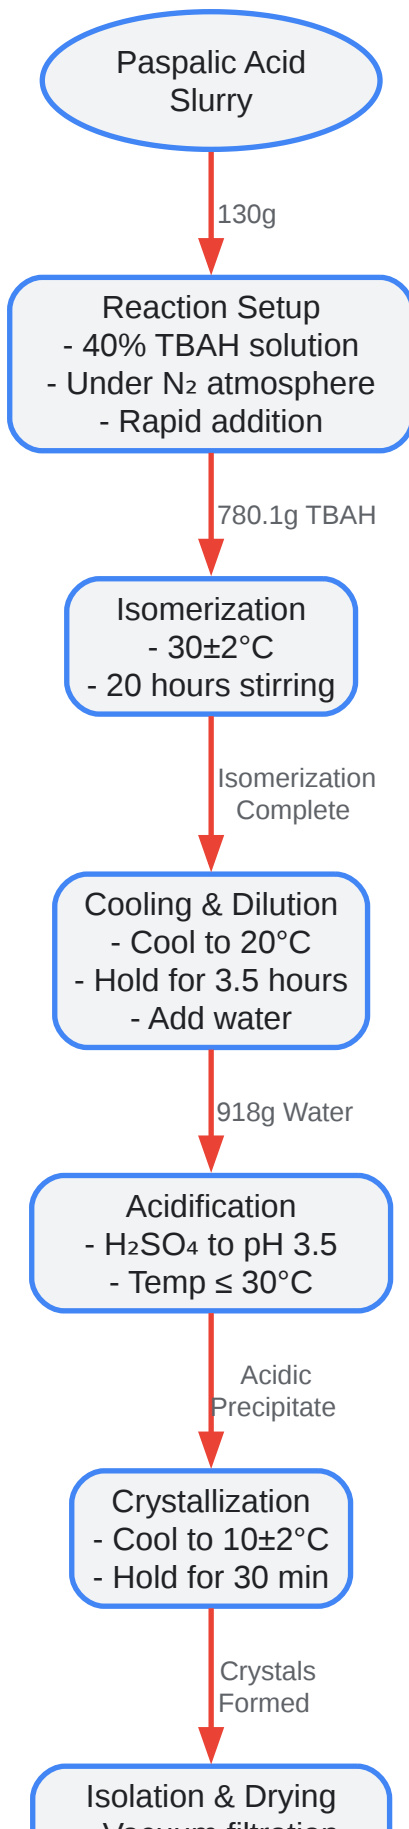 Paspalic Acid
Slurry
130g
Reaction Setup
- 40% TBAH solution
- Under N₂ atmosphere
- Rapid addition
780.1g TBAH
Isomerization
- 30±2°C
- 20 hours stirring
Isomerization
Complete
Cooling & Dilution
- Cool to 20°C
- Hold for 3.5 hours
- Add water
918g Water
Acidification
- H₂SO₄ to pH 3.5
- Temp ≤ 30°C
Acidic
Precipitate
Crystallization
- Cool to 10±2°C
- Hold for 30 min
Crystals
Formed
Isolation & Drying
- Vacuum filtration